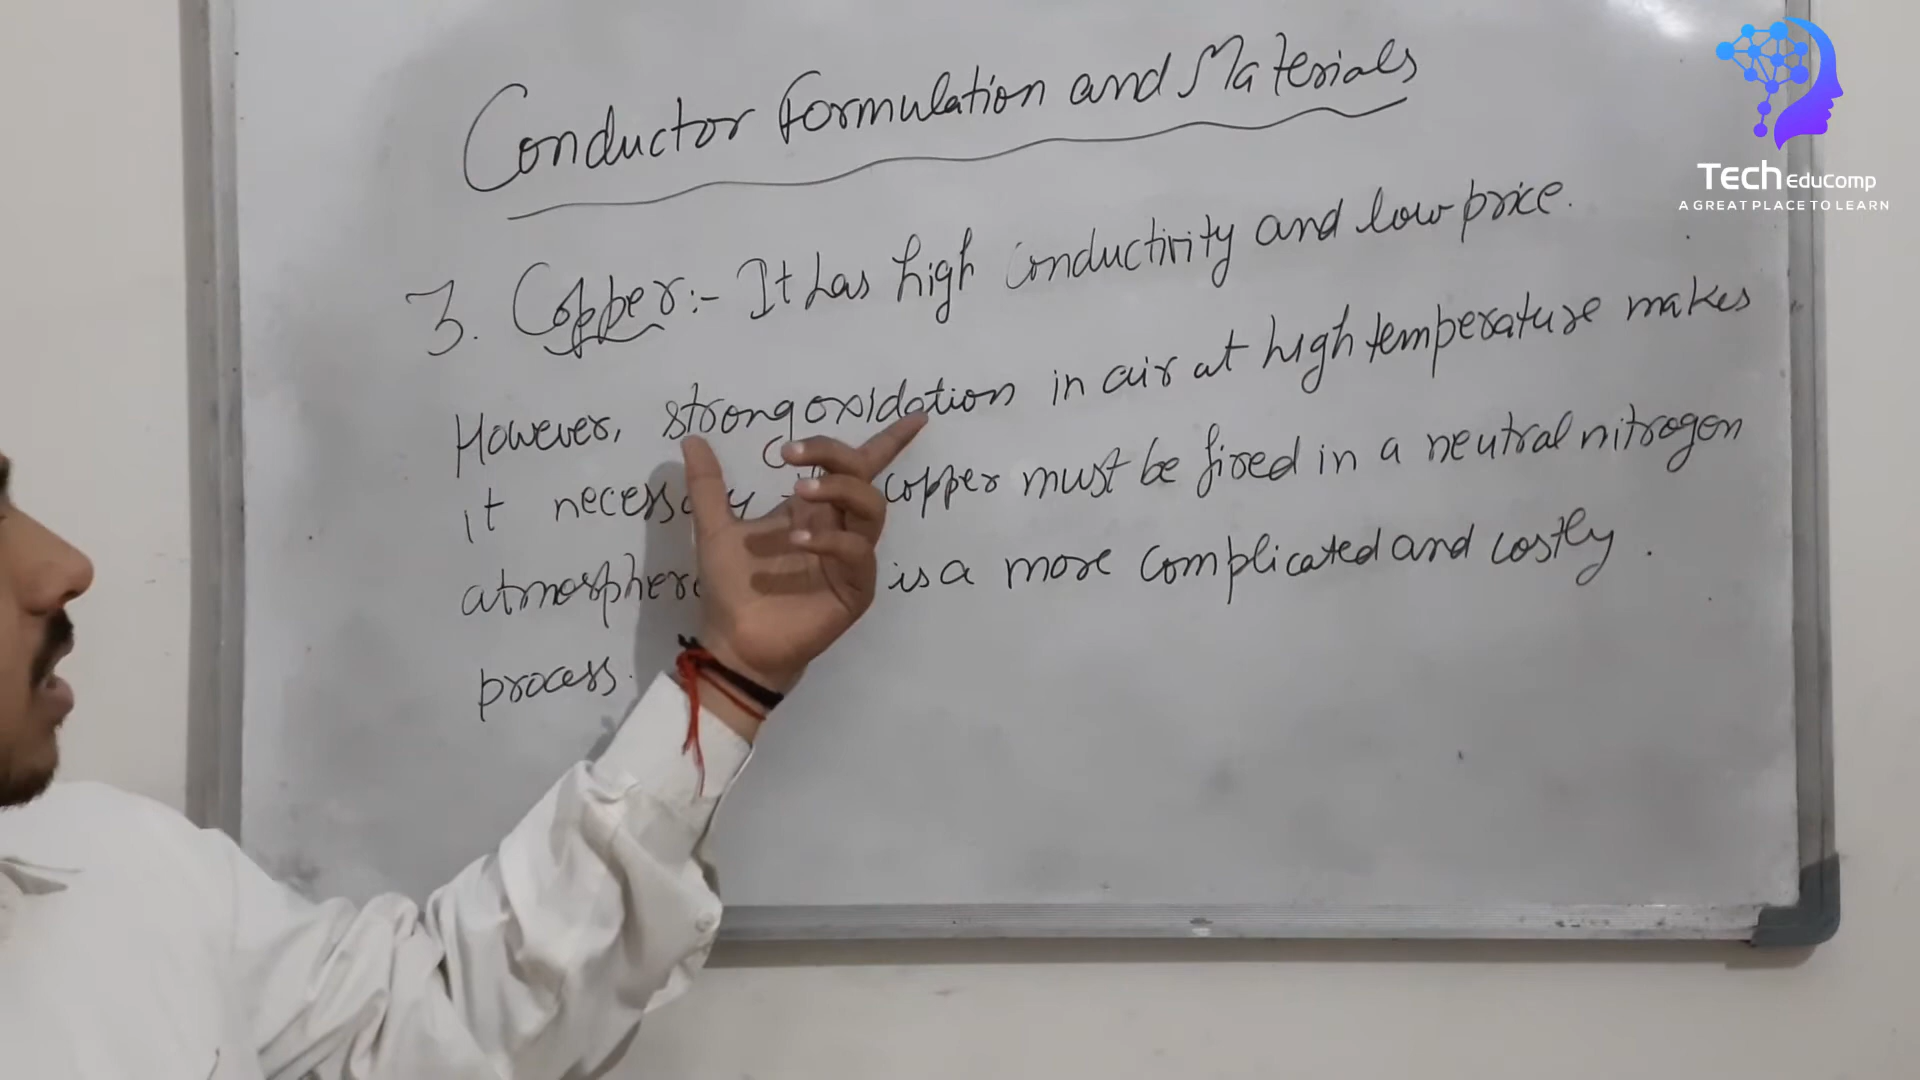 Conductor Formulation and Materials
Tech EduComp
A GREAT PLACE TO LEARN
3. Copper:- It has high conductivity and low price.
However, strong oxidation in air at high temperature makes
it necessary copper must be fired in a neutral nitrogen
atmosphere is a more complicated and costly.
process.